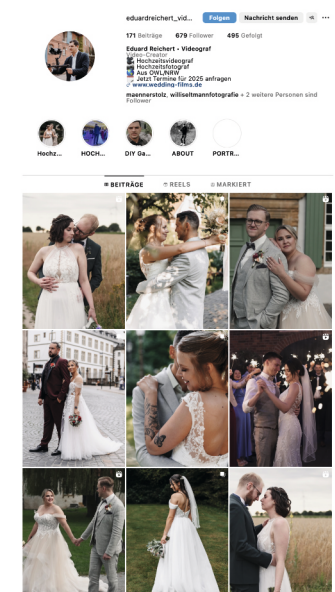 eduardreichert_vid...
Folgen
Nachricht senden
171 Beiträge 679 Follower 495 Gefolgt
Eduard Reichert • Videograf
Video-Creator
Hochzeitsvideograf
Hochzeitsfotograf
Aus OWL/NRW
Jetzt Termine für 2025 anfragen
www.wedding-films.de
maennerstolz, williseltmannfotografie + 2 weitere Personen sind
Follower
Hochz... HOCH... DIY Ga... ABOUT PORTR...
BEITRÄGE REELS MARKIERT